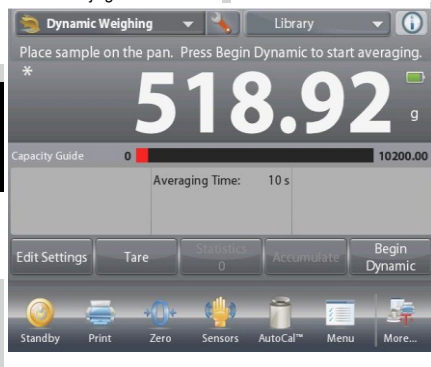 Dynamic Weighing Library
Place sample on the pan. Press Begin Dynamic to start averaging.
*
518.92 g
Capacity Guide 0 10200.00
Averaging Time: 10 s
Edit Settings Tare Statistics 0 Accumulate Begin Dynamic
Standby Print Zero Sensors AutoCal™ Menu More...